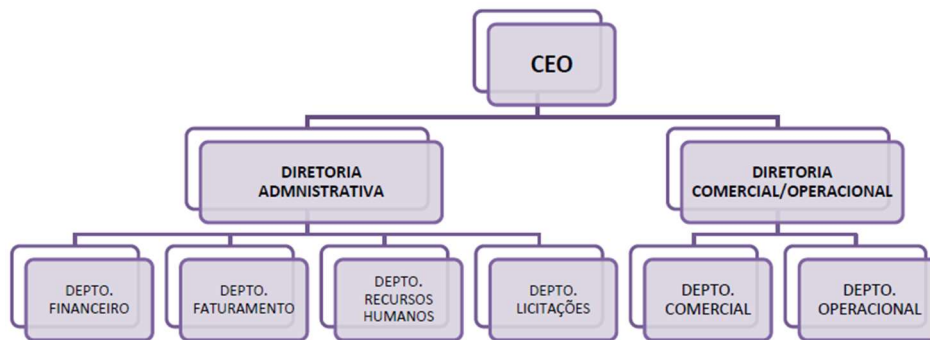 CEO
DIRETORIA
ADMNISTRATIVA
DIRETORIA
COMERCIAL/OPERACIONAL
DEPTO.
FINANCEIRO
DEPTO.
FATURAMENTO
DEPTO.
RECURSOS
HUMANOS
DEPTO.
LICITAÇÕES
DEPTO.
COMERCIAL
DEPTO.
OPERACIONAL